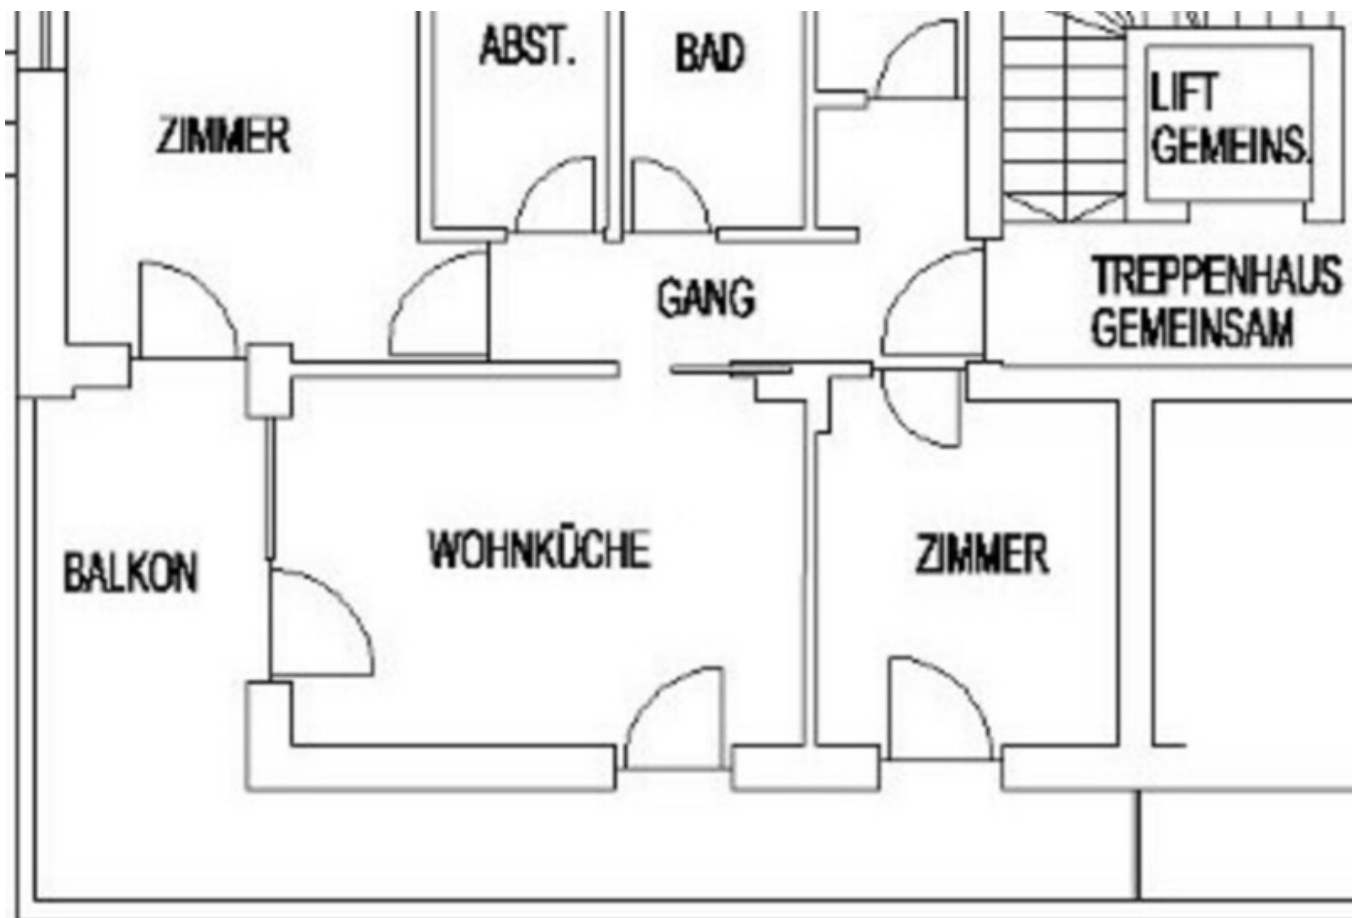 ABST.
BAD
LIFT
GEMEINS.
ZIMMER
GANG
TREPPENHAUS
GEMEINSAM
BALKON
WOHNKÜCHE
ZIMMER